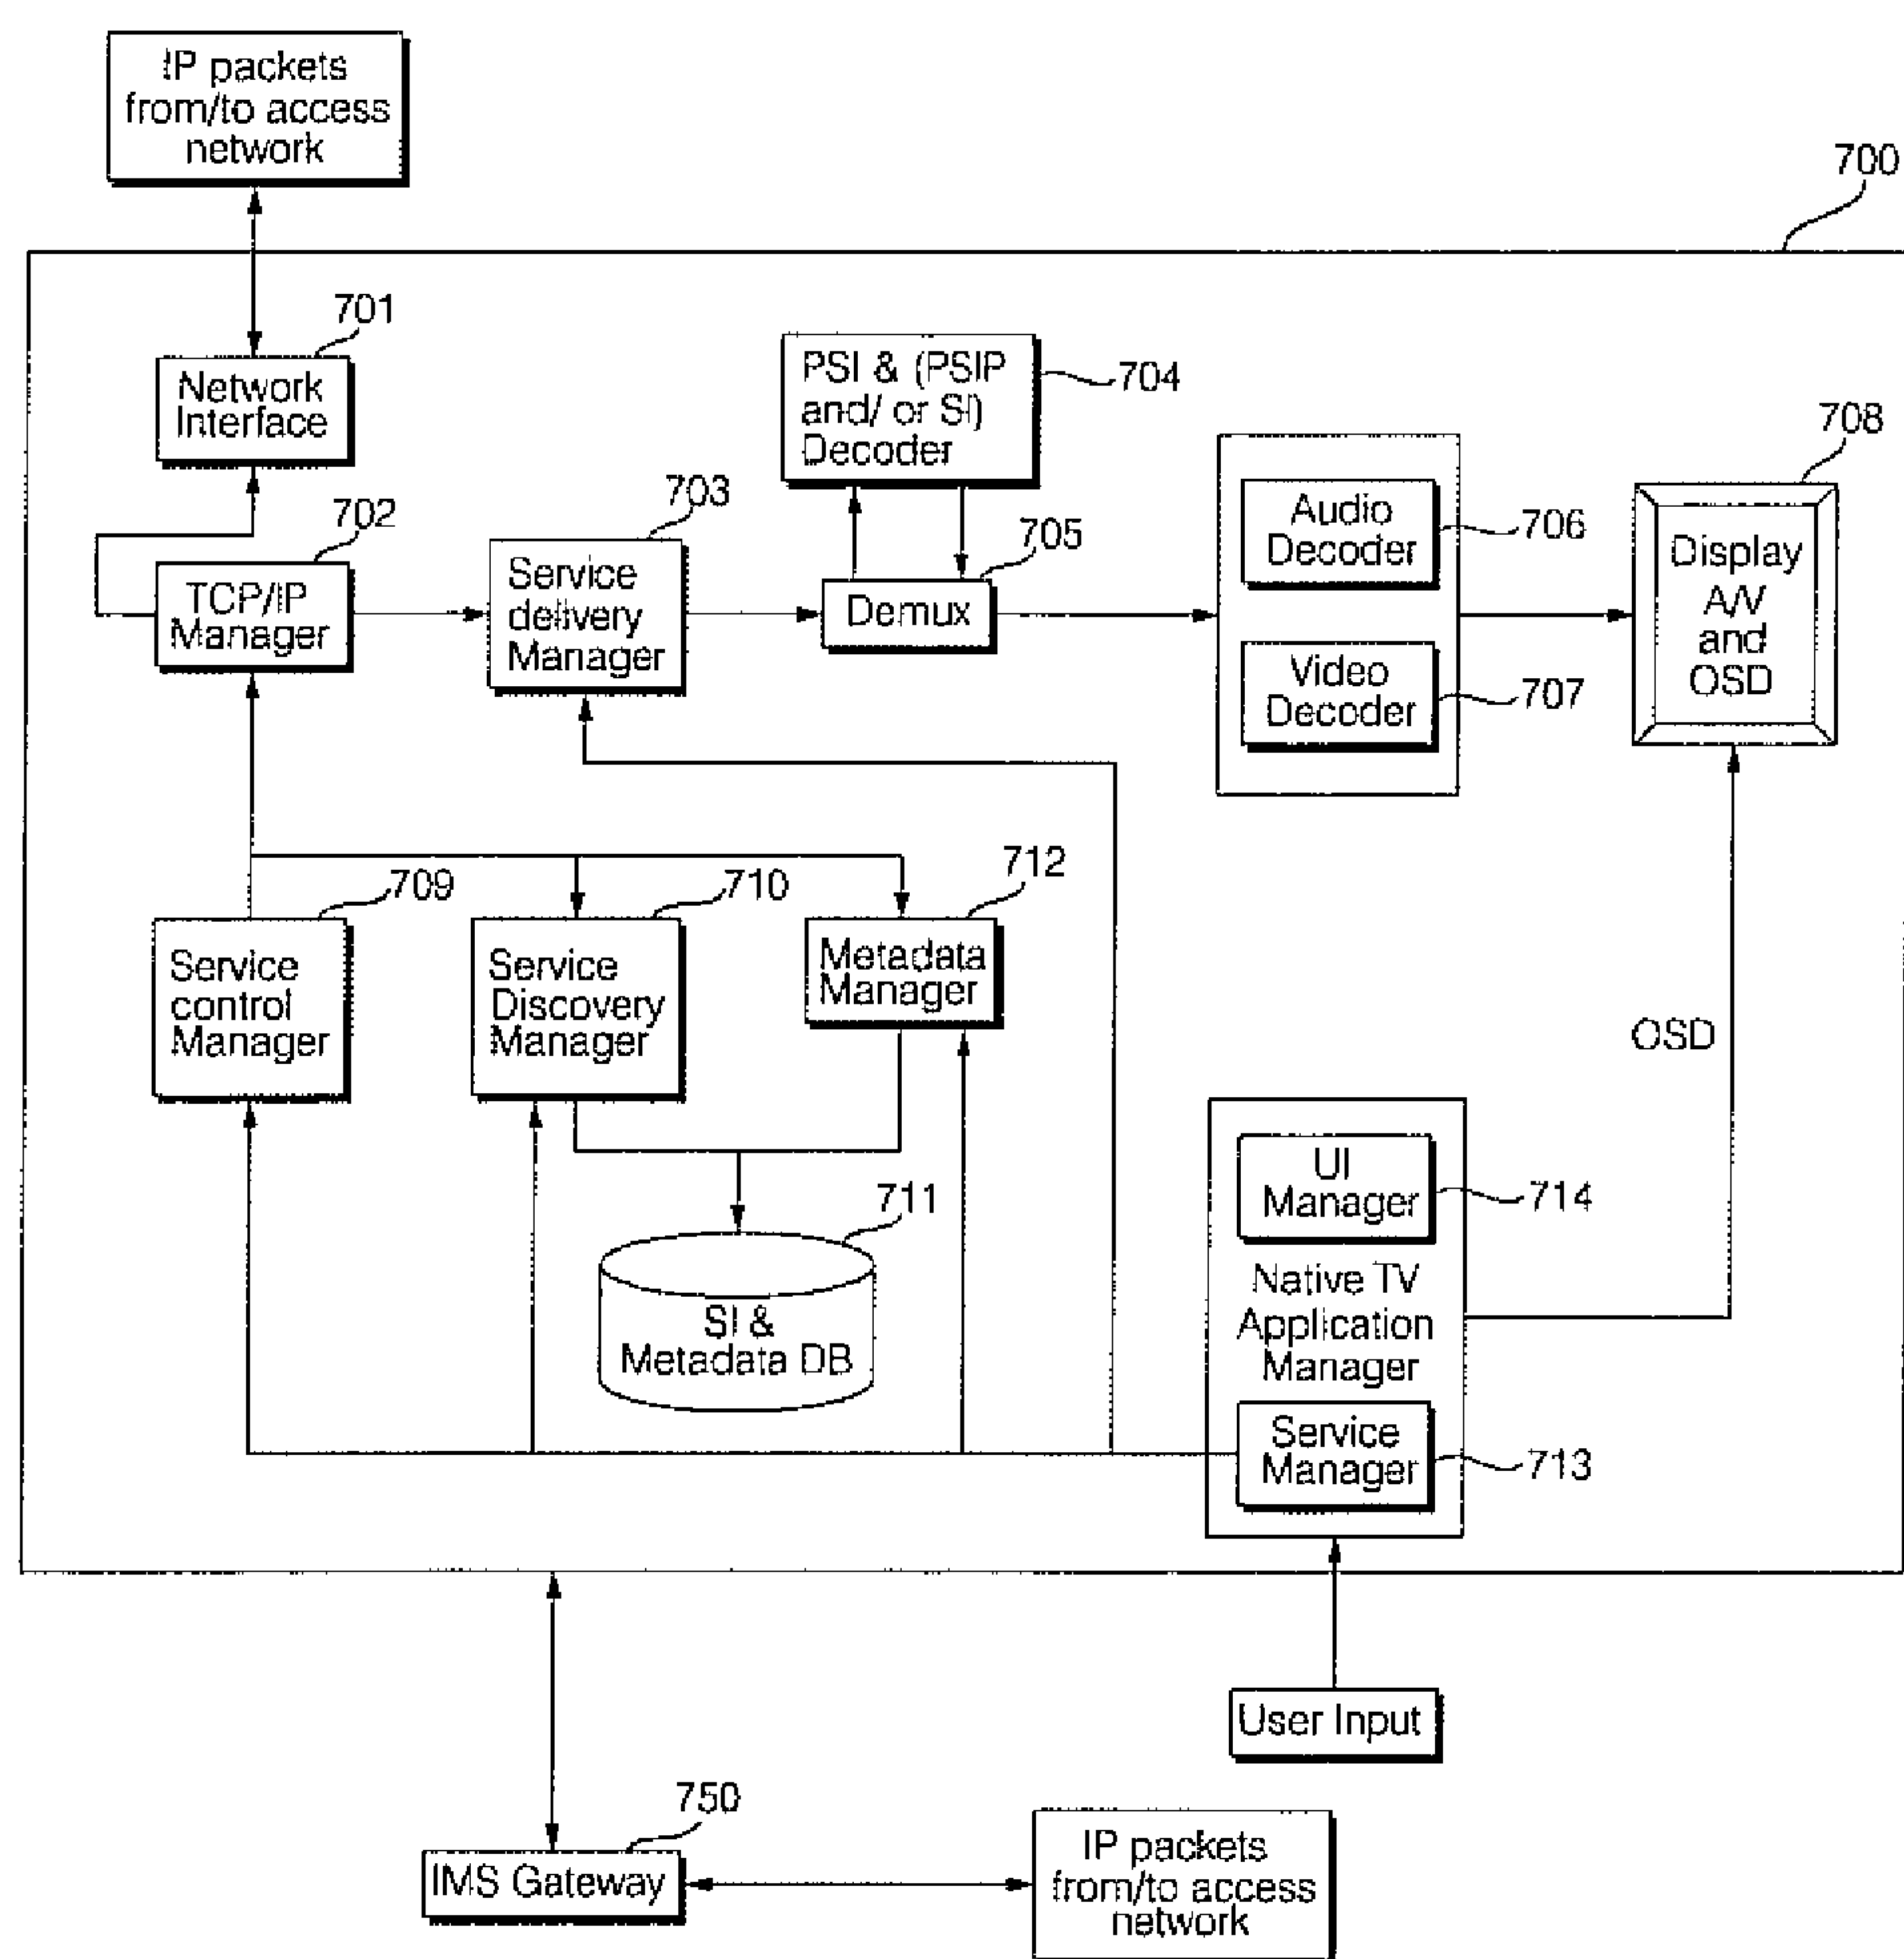 IP packets
from/to access
network
700
701
Network
Interface
PSI & (PSIP
and/ or SI)
Decoder
704
708
702
703
705
TCP/IP
Manager
Service
delivery
Manager
Demux
Audio
Decoder
706
Video
Decoder
707
Display
A/V
and
OSD
709
710
712
Service
control
Manager
Service
Discovery
Manager
Metadata
Manager
OSD
711
SI &
Metadata DB
UI
Manager
714
Native TV
Application
Manager
Service
Manager
713
User Input
750
IMS Gateway
IP packets
from/to access
network